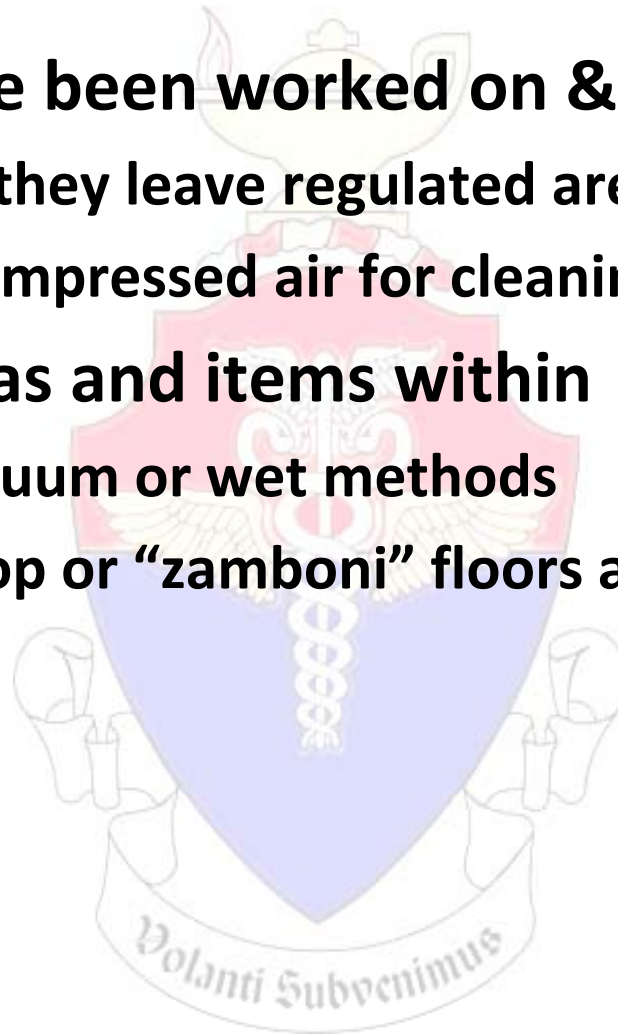 e been worked on &
they leave regulated are
mpressed air for cleanin
as and items within
uum or wet methods
op or “zamboni” floors a
Volanti Subvenimus